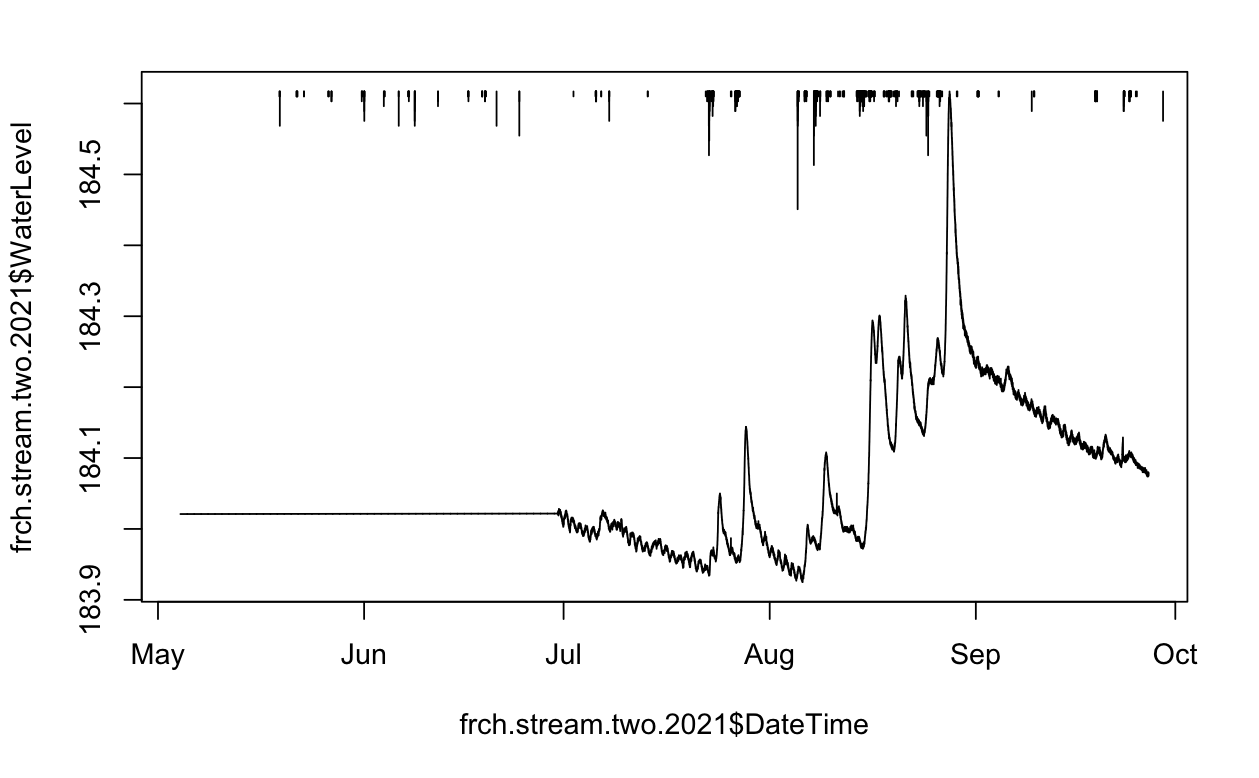 frch.stream.two.2021$WaterLevel
184.5
184.3
184.1
183.9
May Jun Jul Aug Sep Oct
frch.stream.two.2021$DateTime